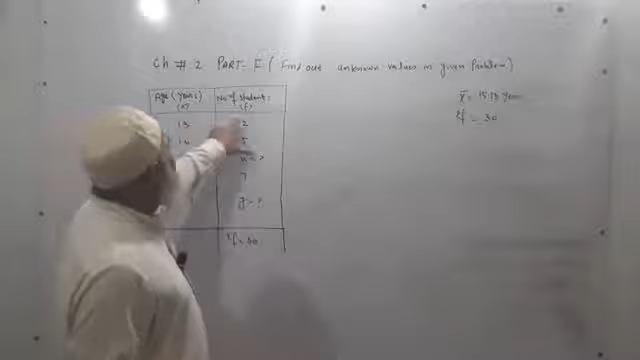 Ch # 2 PART-E (Find out unknown values in given Problem)
Age (years) No of students
(x) (f)
13 2
14 5
7
y = ?
Σf = 30
x̄ = 15.13 years
Σf = 30